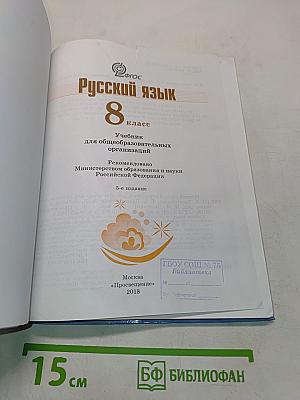 ФГОС
Русский язык
8 класс
Учебник
для общеобразовательных
организаций
Рекомендовано
Министерством образования и науки
Российской Федерации
5-е издание
Москва
«Просвещение»
2018
Библиотека
15 см
БФ БИБЛИОФАН